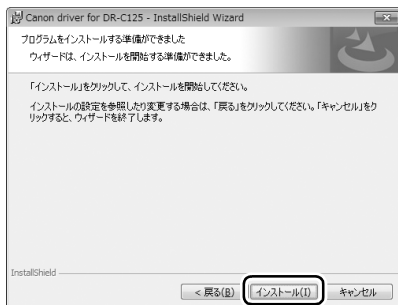 Canon driver for DR-C125 - InstallShield Wizard
プログラムをインストールする準備ができました
ウィザードは、インストールを開始する準備ができました。
「インストール」をクリックして、インストールを開始してください。
インストールの設定を参照したり変更する場合は、「戻る」をクリックしてください。「キャンセル」をク
リックすると、ウィザードを終了します。
InstallShield
< 戻る(B)
インストール(I)
キャンセル